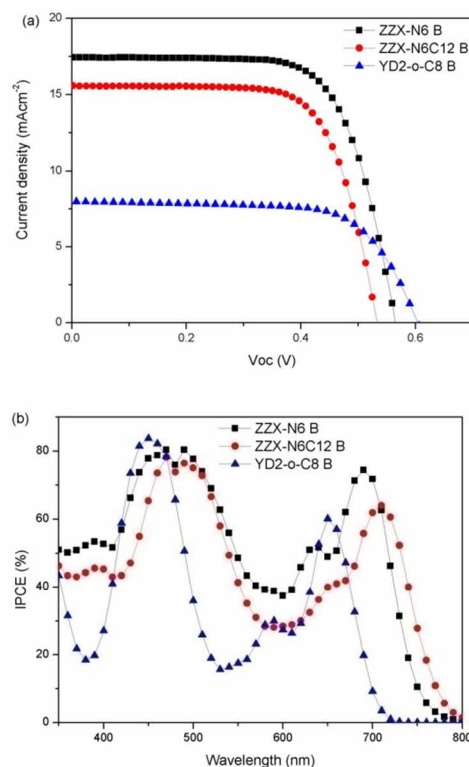 (a)
ZZX-N6 B
ZZX-N6C12 B
YD2-o-C8 B
Current density (mAcm-2)
20
15
10
5
0
0.0 0.2 0.4 0.6
Voc (V)
(b)
ZZX-N6 B
ZZX-N6C12 B
YD2-o-C8 B
IPCE (%)
80
60
40
20
0
400 500 600 700 800
Wavelength (nm)